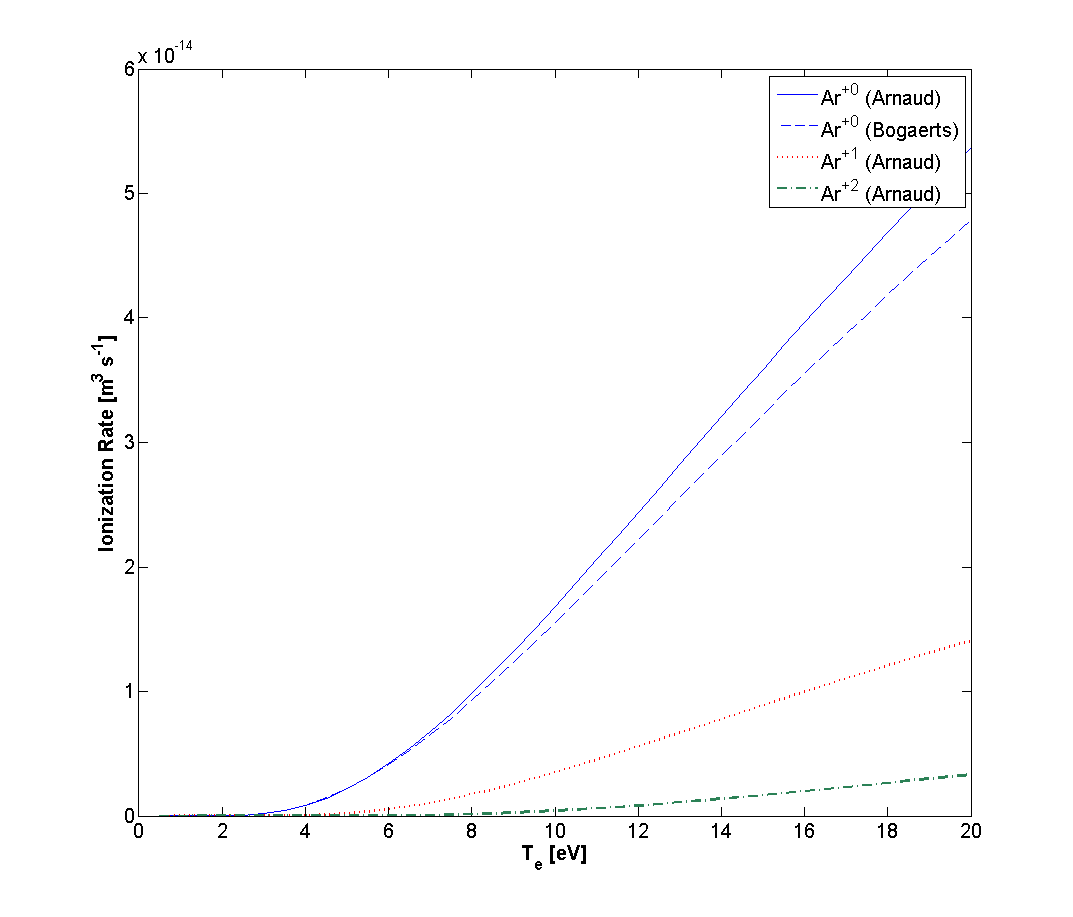 x 10^-14
6
5
4
3
2
1
0
Ionization Rate [m^3 s^-1]
Ar^+0 (Arnaud)
Ar^+0 (Bogaerts)
Ar^+1 (Arnaud)
Ar^+2 (Arnaud)
0 2 4 6 8 10 12 14 16 18 20
T_e [eV]